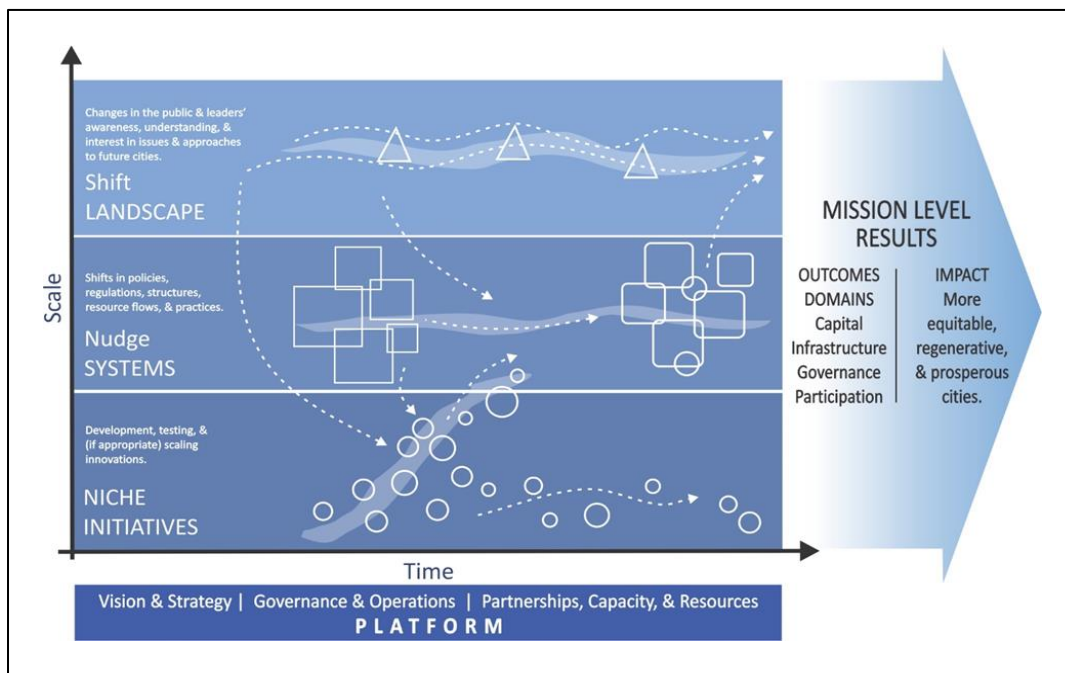 Changes in the public & leaders'
awareness, understanding, &
interest in issues & approaches
to future cities.
Shift
LANDSCAPE
Shifts in policies,
regulations, structures,
resource flows, & practices.
Nudge
SYSTEMS
Development, testing, &
(if appropriate) scaling
innovations.
NICHE
INITIATIVES
Scale
Time
Vision & Strategy | Governance & Operations | Partnerships, Capacity, & Resources
PLATFORM
MISSION LEVEL
RESULTS
OUTCOMES
DOMAINS
Capital
Infrastructure
Governance
Participation
IMPACT
More
equitable,
regenerative,
& prosperous
cities.